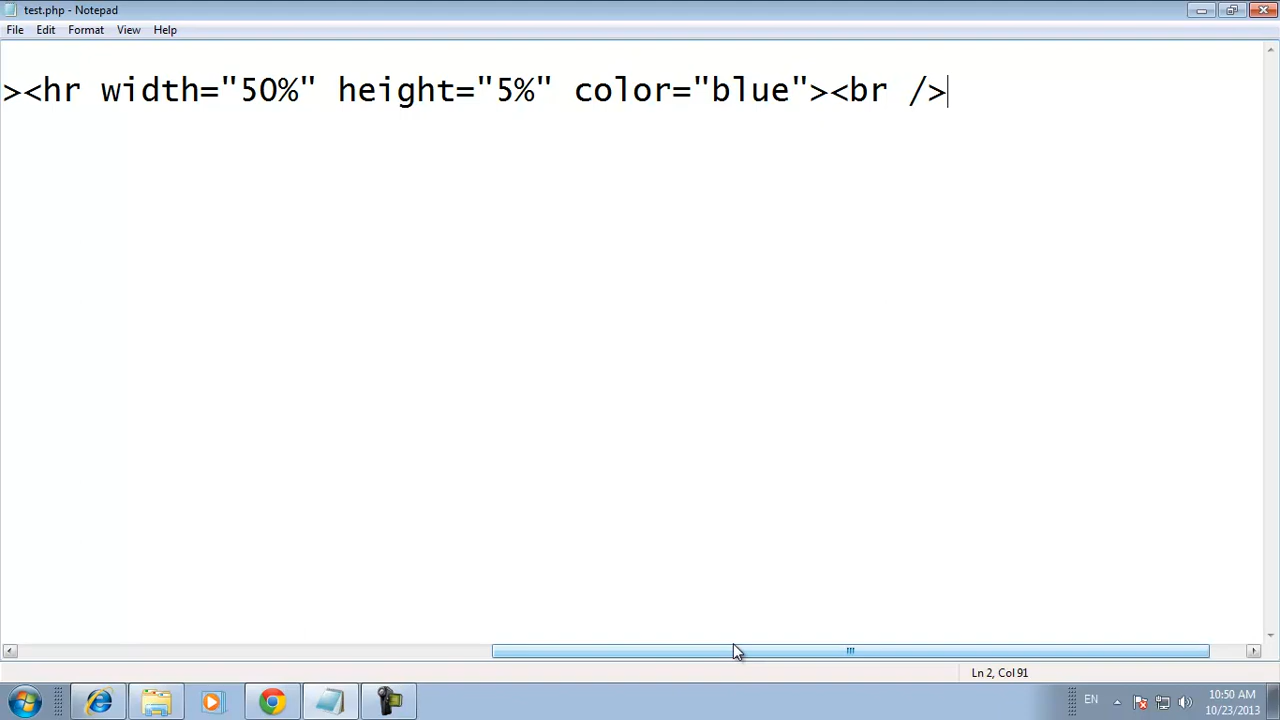 test.php - Notepad
File Edit Format View Help
><hr width="50%" height="5%" color="blue"><br />
Ln 2, Col 91
EN
10:50 AM
10/23/2013